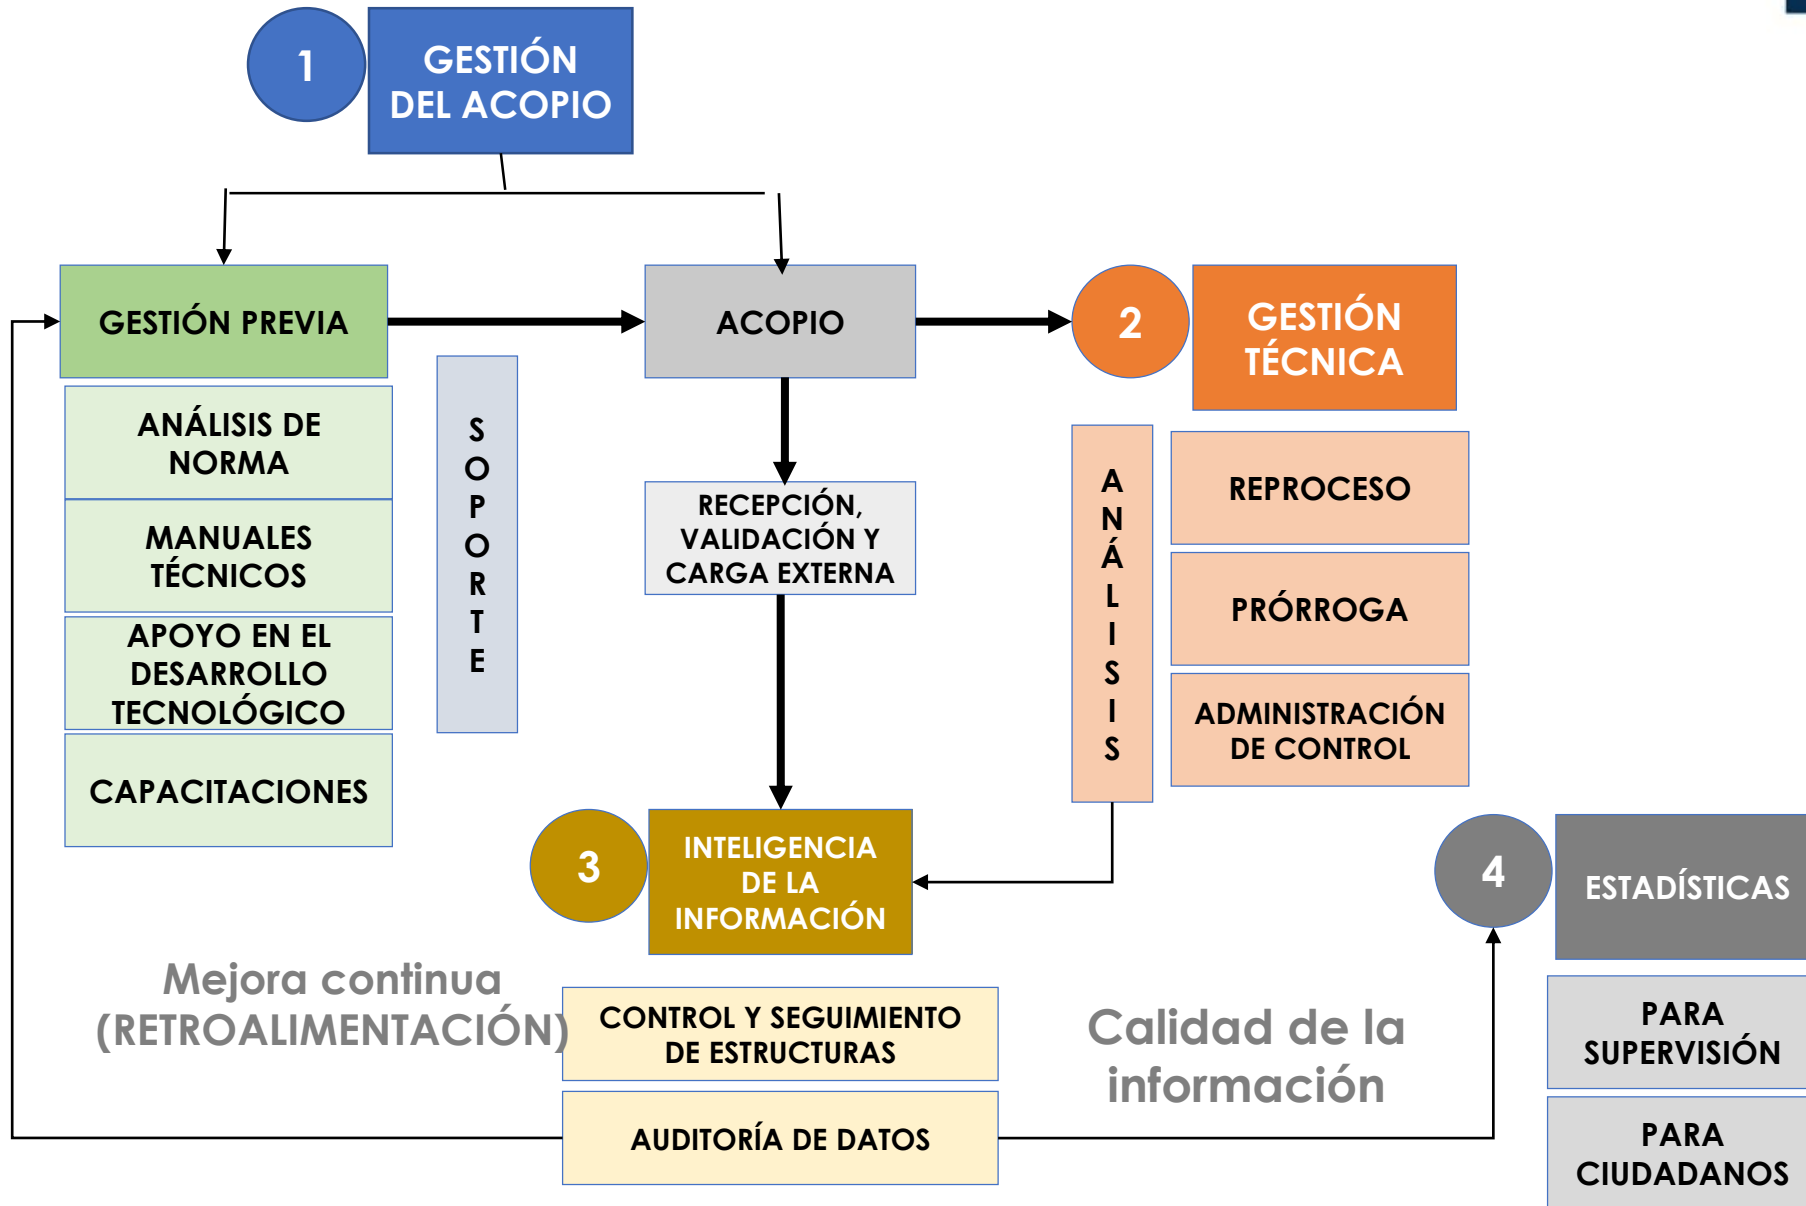 1
GESTIÓN
DEL ACOPIO
GESTIÓN PREVIA
ACOPIO
2
GESTIÓN
TÉCNICA
ANÁLISIS DE
NORMA
MANUALES
TÉCNICOS
APOYO EN EL
DESARROLLO
TECNOLÓGICO
CAPACITACIONES
S
O
P
O
R
T
E
RECEPCIÓN,
VALIDACIÓN Y
CARGA EXTERNA
A
N
Á
L
I
S
I
S
REPROCESO
PRÓRROGA
ADMINISTRACIÓN
DE CONTROL
3
INTELIGENCIA
DE LA
INFORMACIÓN
4
ESTADÍSTICAS
Mejora continua
(RETROALIMENTACIÓN)
CONTROL Y SEGUIMIENTO
DE ESTRUCTURAS
AUDITORÍA DE DATOS
Calidad de la
información
PARA
SUPERVISIÓN
PARA
CIUDADANOS